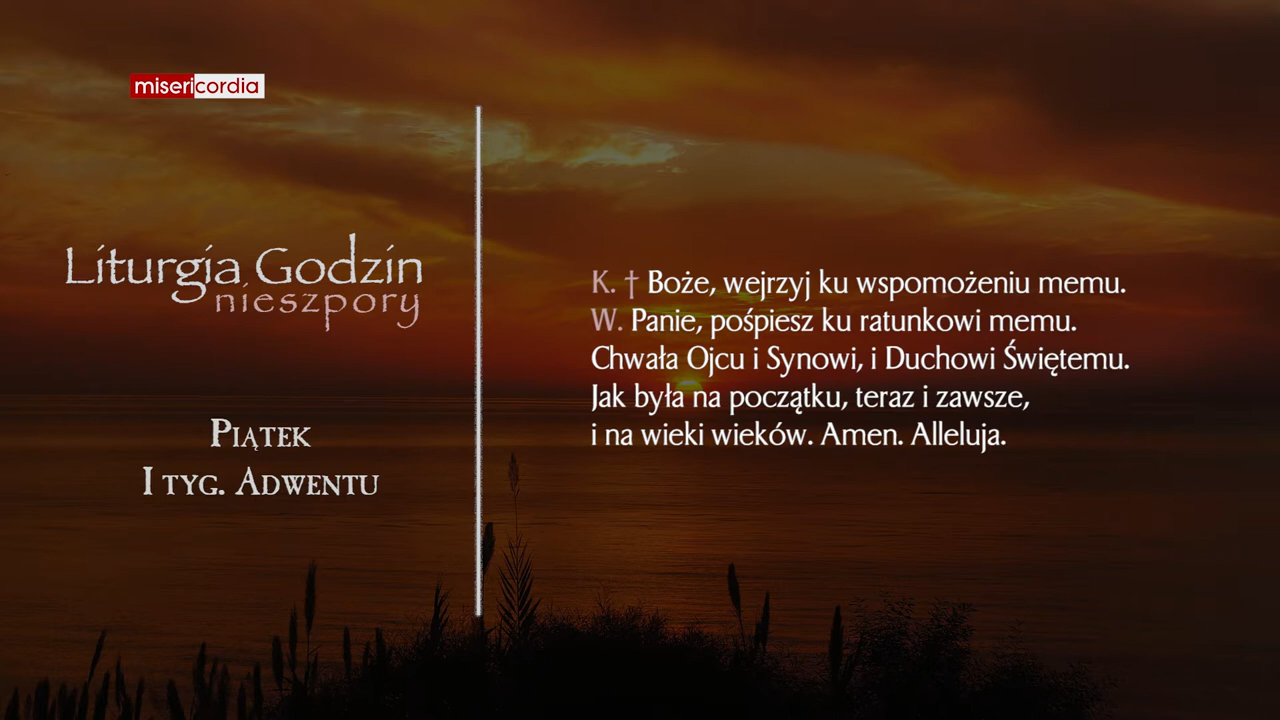 misericordia
Liturgia Godzin
nieszpory
Piątek
I tyg. Adwentu
K. † Boże, wejrzyj ku wspomożeniu memu.
W. Panie, pośpiesz ku ratunkowi memu.
Chwała Ojcu i Synowi, i Duchowi Świętemu.
Jak była na początku, teraz i zawsze,
i na wieki wieków. Amen. Alleluja.